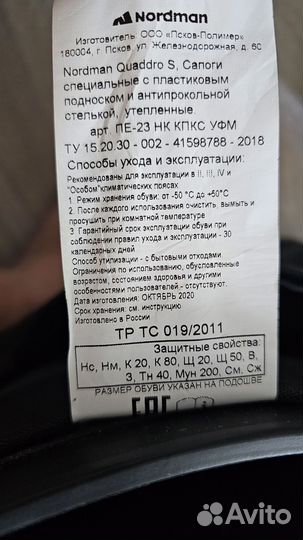 Nordman
Изготовитель ООО «Псков-Полимер»
180004, г. Псков, ул. Железнодорожная, д. 60
Nordman Quaddro S, Сапоги
специальные с пластиковым
подноском и антипрокольной
стелькой, утепленные.
арт. ПЕ-23 НК КПКС УФМ
ТУ 15.20.30 - 002 - 41598788 - 2018
Способы ухода и эксплуатации:
Рекомендованы для эксплуатации в II, III, IV и
"Особом"климатических поясах
1. Режим хранения обуви: от -50 °С до +50°С
2. После каждого использования очистить, вымыть и
просушить при комнатной температуре
3. Гарантийный срок эксплуатации обуви при
соблюдении правил ухода и эксплуатации - 30
календарных дней
Способ утилизации - с бытовыми отходами
Ограничения по использованию, обусловленные
возрастом, состоянием здоровья и другими
особенностями пользователей - отсутствуют.
Дата изготовления: ОКТЯБРЬ 2020
Срок хранения: см. инструкцию
Изготовлено в России
ТР ТС 019/2011
Защитные свойства:
Нс, Нм, К 20, К 80, Щ 20, Щ 50, В,
З, Тн 40, Мун 200, См, Сж
РАЗМЕР ОБУВИ УКАЗАН НА ПОДОШВЕ
EAC
Avito